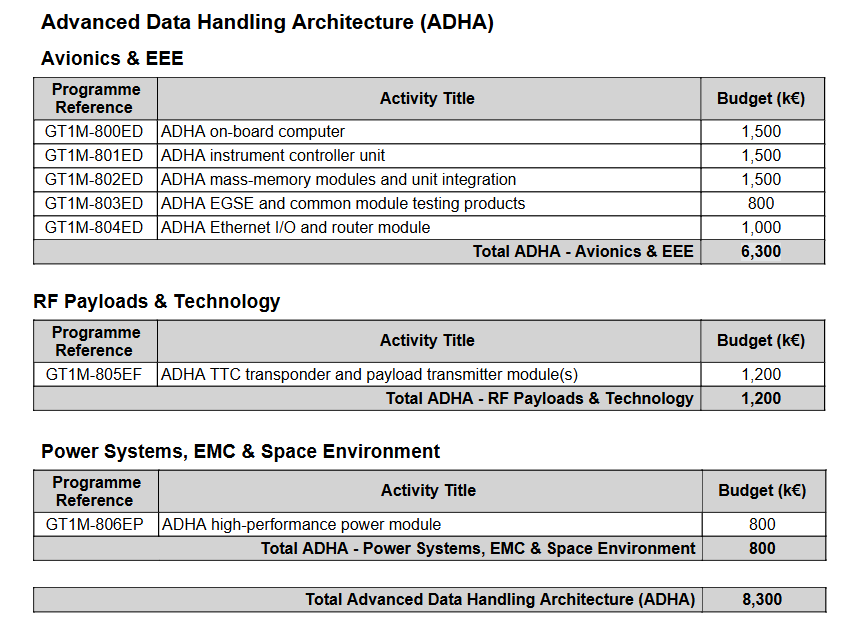 Advanced Data Handling Architecture (ADHA)
Avionics & EEE
Programme Reference Activity Title Budget (k€)
GT1M-800ED ADHA on-board computer 1,500
GT1M-801ED ADHA instrument controller unit 1,500
GT1M-802ED ADHA mass-memory modules and unit integration 1,500
GT1M-803ED ADHA EGSE and common module testing products 800
GT1M-804ED ADHA Ethernet I/O and router module 1,000
Total ADHA - Avionics & EEE 6,300
RF Payloads & Technology
Programme Reference Activity Title Budget (k€)
GT1M-805EF ADHA TTC transponder and payload transmitter module(s) 1,200
Total ADHA - RF Payloads & Technology 1,200
Power Systems, EMC & Space Environment
Programme Reference Activity Title Budget (k€)
GT1M-806EP ADHA high-performance power module 800
Total ADHA - Power Systems, EMC & Space Environment 800
Total Advanced Data Handling Architecture (ADHA) 8,300